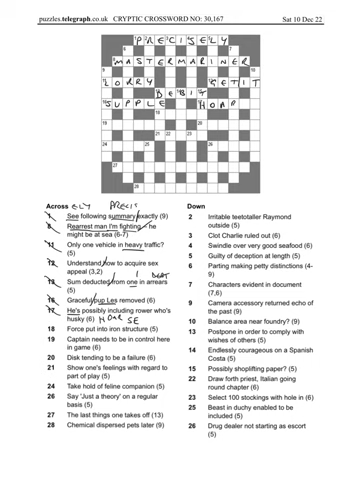 puzzles.telegraph.co.uk CRYPTIC CROSSWORD NO: 30,167 Sat 10 Dec 22
PRECISELY
MASTERMARINER
LORRY GET IT
DEBIT
SUPPLE HOAR
Across ELY PRECIS
1 See following summary exactly (9)
8 Rearrest man I'm fighting - he
might be at sea (6-7)
11 Only one vehicle in heavy traffic?
(5)
12 Understand how to acquire sex
appeal (3,2)
13 Sum deducted from one in arrears
(5)
16 Graceful pup Les removed (6)
17 He's possibly including rower who's
husky (6) HOAR SE
18 Force put into iron structure (5)
19 Captain needs to be in control here
in game (6)
20 Disk tending to be a failure (6)
21 Show one's feelings with regard to
part of play (5)
24 Take hold of feline companion (5)
26 Say 'Just a theory' on a regular
basis (5)
27 The last things one takes off (13)
28 Chemical dispersed pets later (9)
Down
2 Irritable teetotaller Raymond
outside (5)
3 Clot Charlie ruled out (6)
4 Swindle over very good seafood (6)
5 Guilty of deception at length (5)
6 Parting making petty distinctions (4-
9)
7 Characters evident in document
(7,6)
9 Camera accessory returned echo of
the past (9)
10 Balance area near foundry? (9)
13 Postpone in order to comply with
wishes of others (5)
14 Endlessly courageous on a Spanish
Costa (5)
15 Possibly shoplifting paper? (5)
22 Draw forth priest, Italian going
round chapter (6)
23 Select 100 stockings with hole in (6)
25 Beast in duchy enabled to be
included (5)
26 Drug dealer not starting as escort
(5)